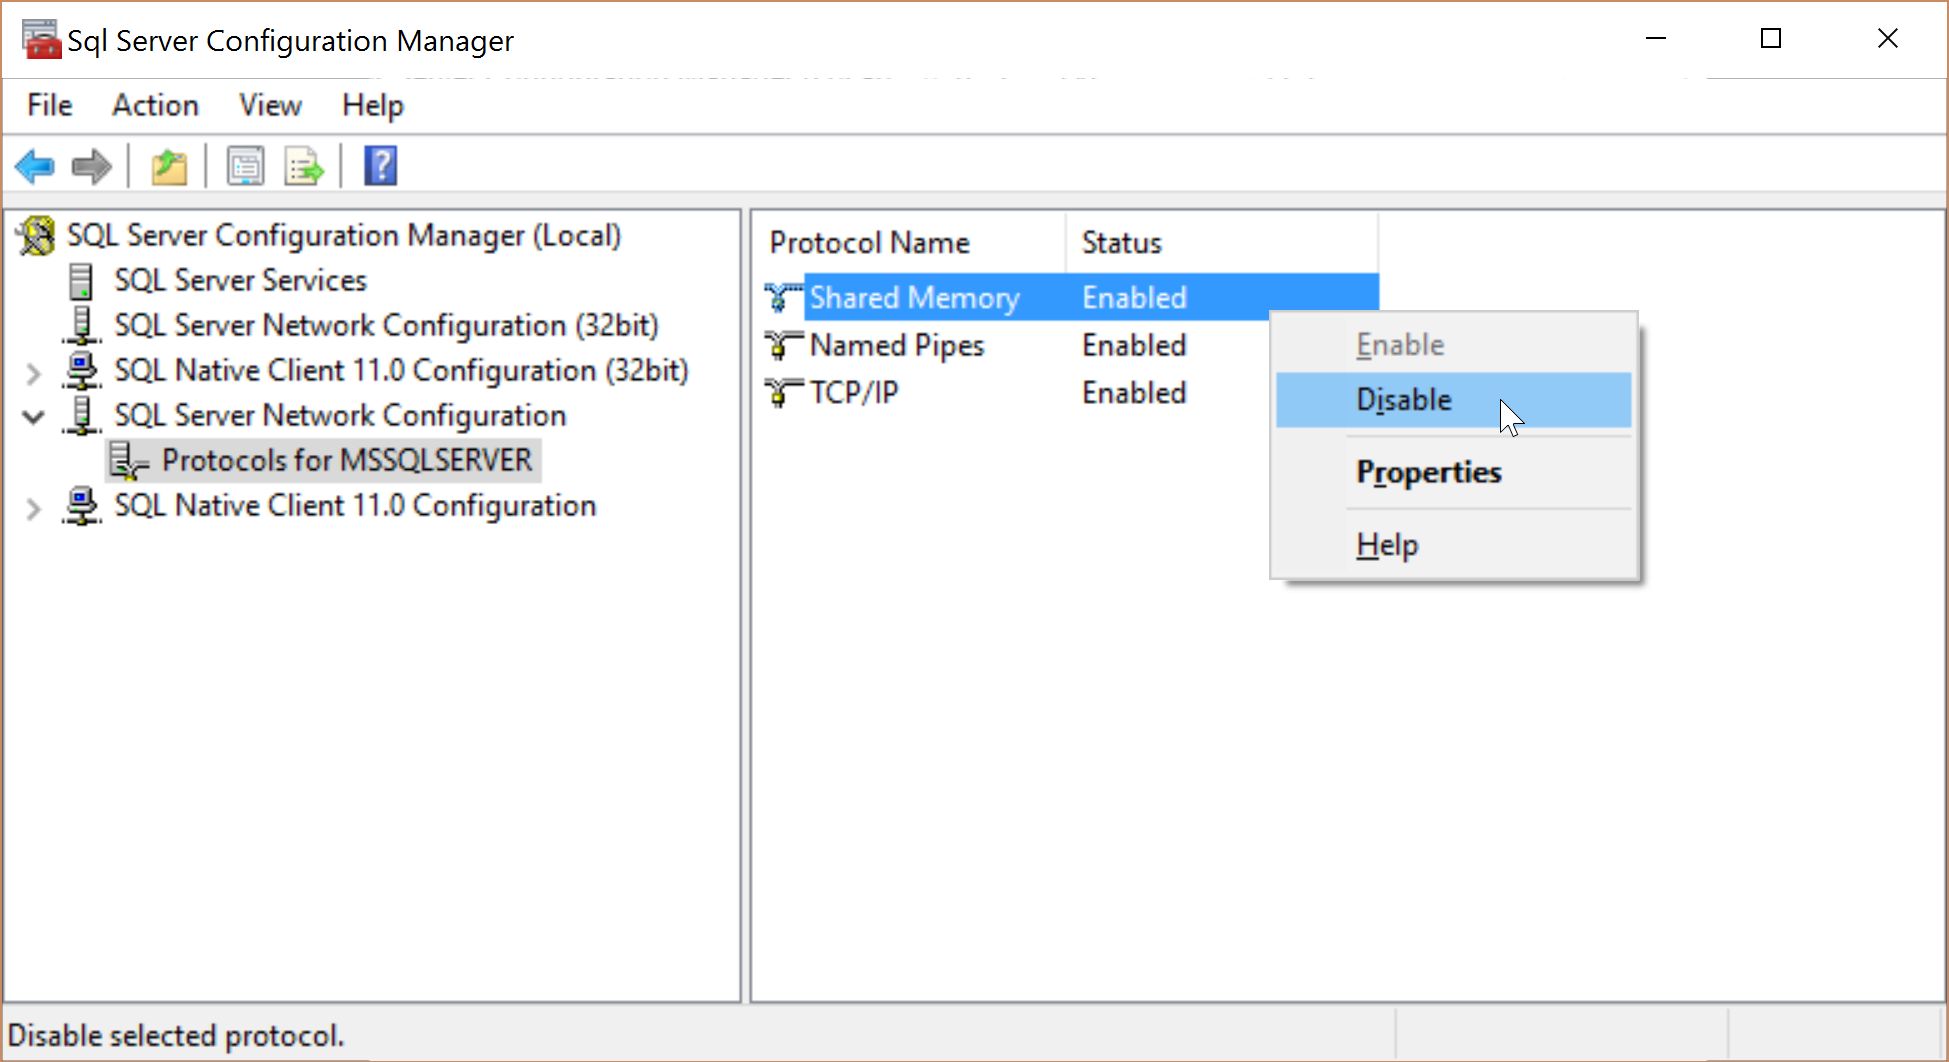 Sql Server Configuration Manager
File Action View Help
?
SQL Server Configuration Manager (Local)
SQL Server Services
SQL Server Network Configuration (32bit)
SQL Native Client 11.0 Configuration (32bit)
SQL Server Network Configuration
Protocols for MSSQLSERVER
SQL Native Client 11.0 Configuration
Protocol Name Status
Shared Memory Enabled
Named Pipes Enabled
TCP/IP Enabled
Enable
Disable
Properties
Help
Disable selected protocol.